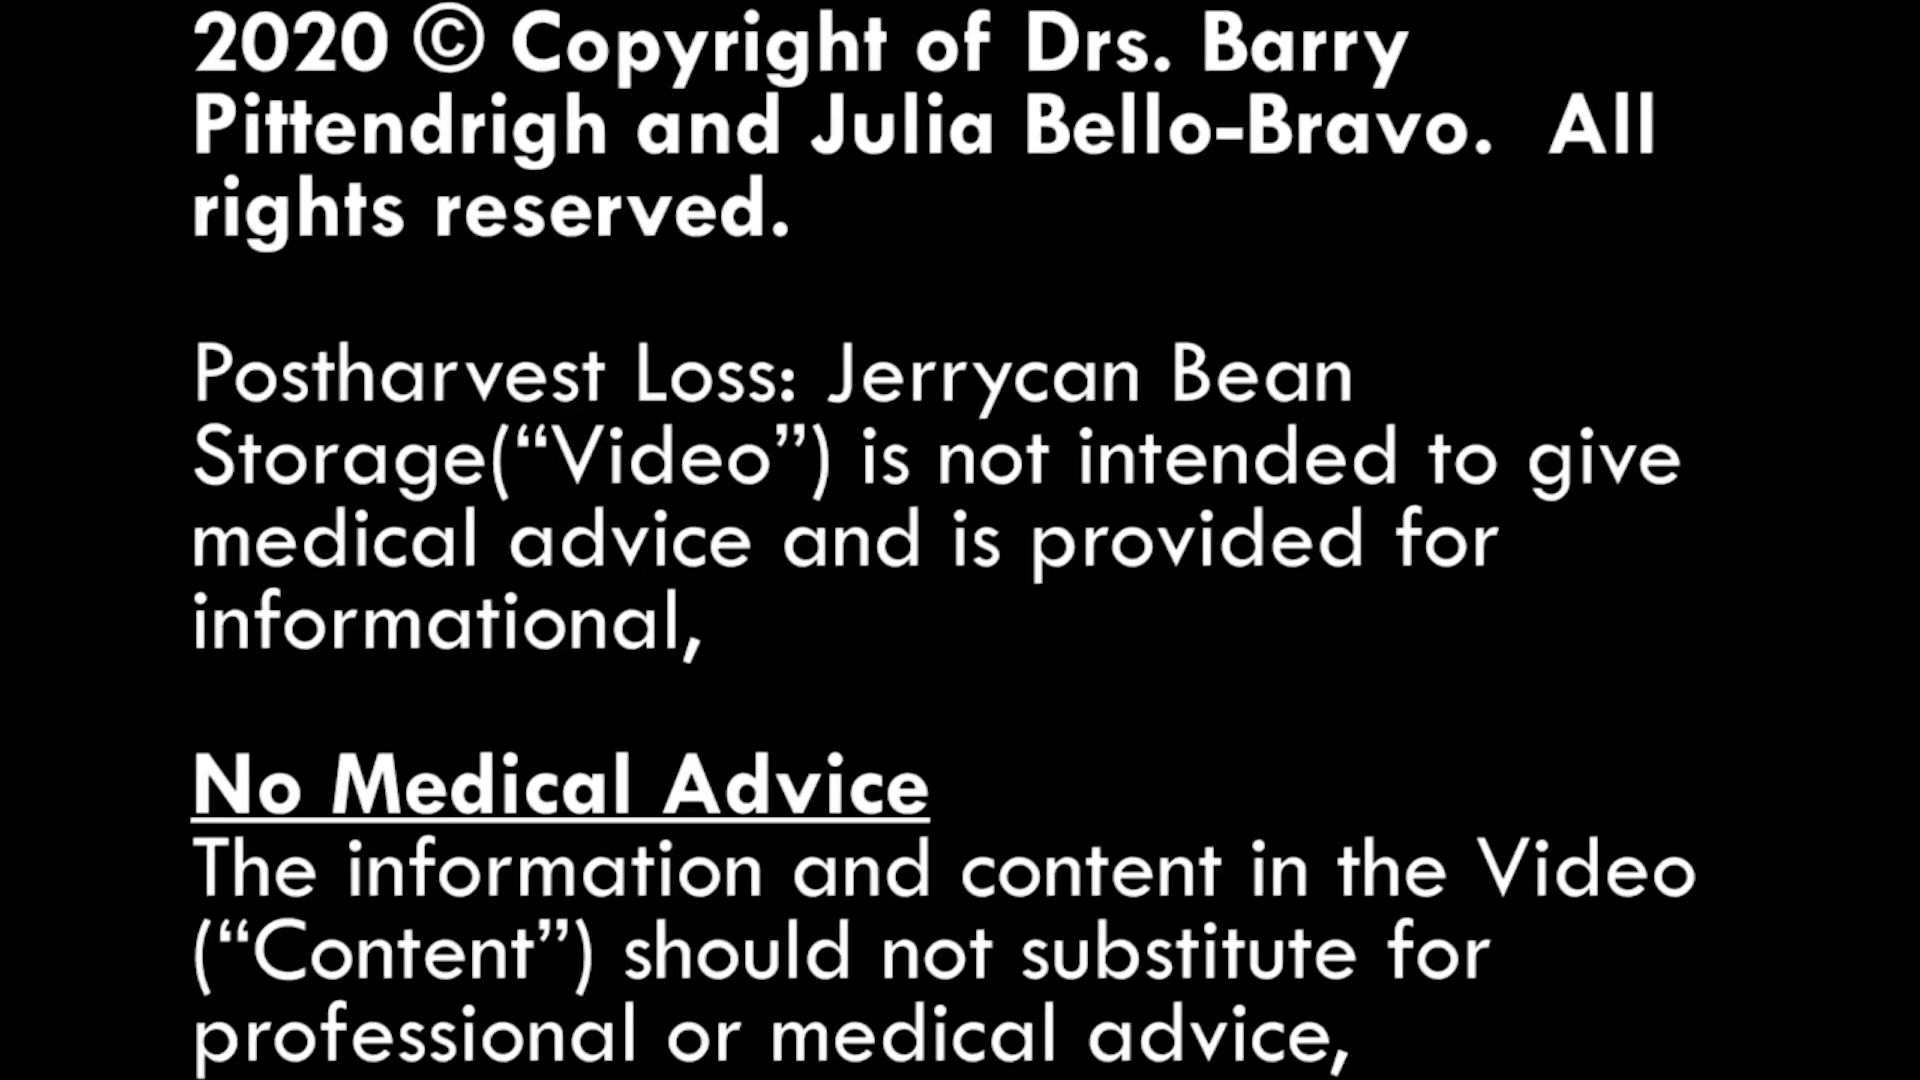 2020 © Copyright of Drs. Barry
Pittendrigh and Julia Bello-Bravo.  All
rights reserved.
Postharvest Loss: Jerrycan Bean
Storage(“Video”) is not intended to give
medical advice and is provided for
informational,
No Medical Advice
The information and content in the Video
(“Content”) should not substitute for
professional or medical advice,